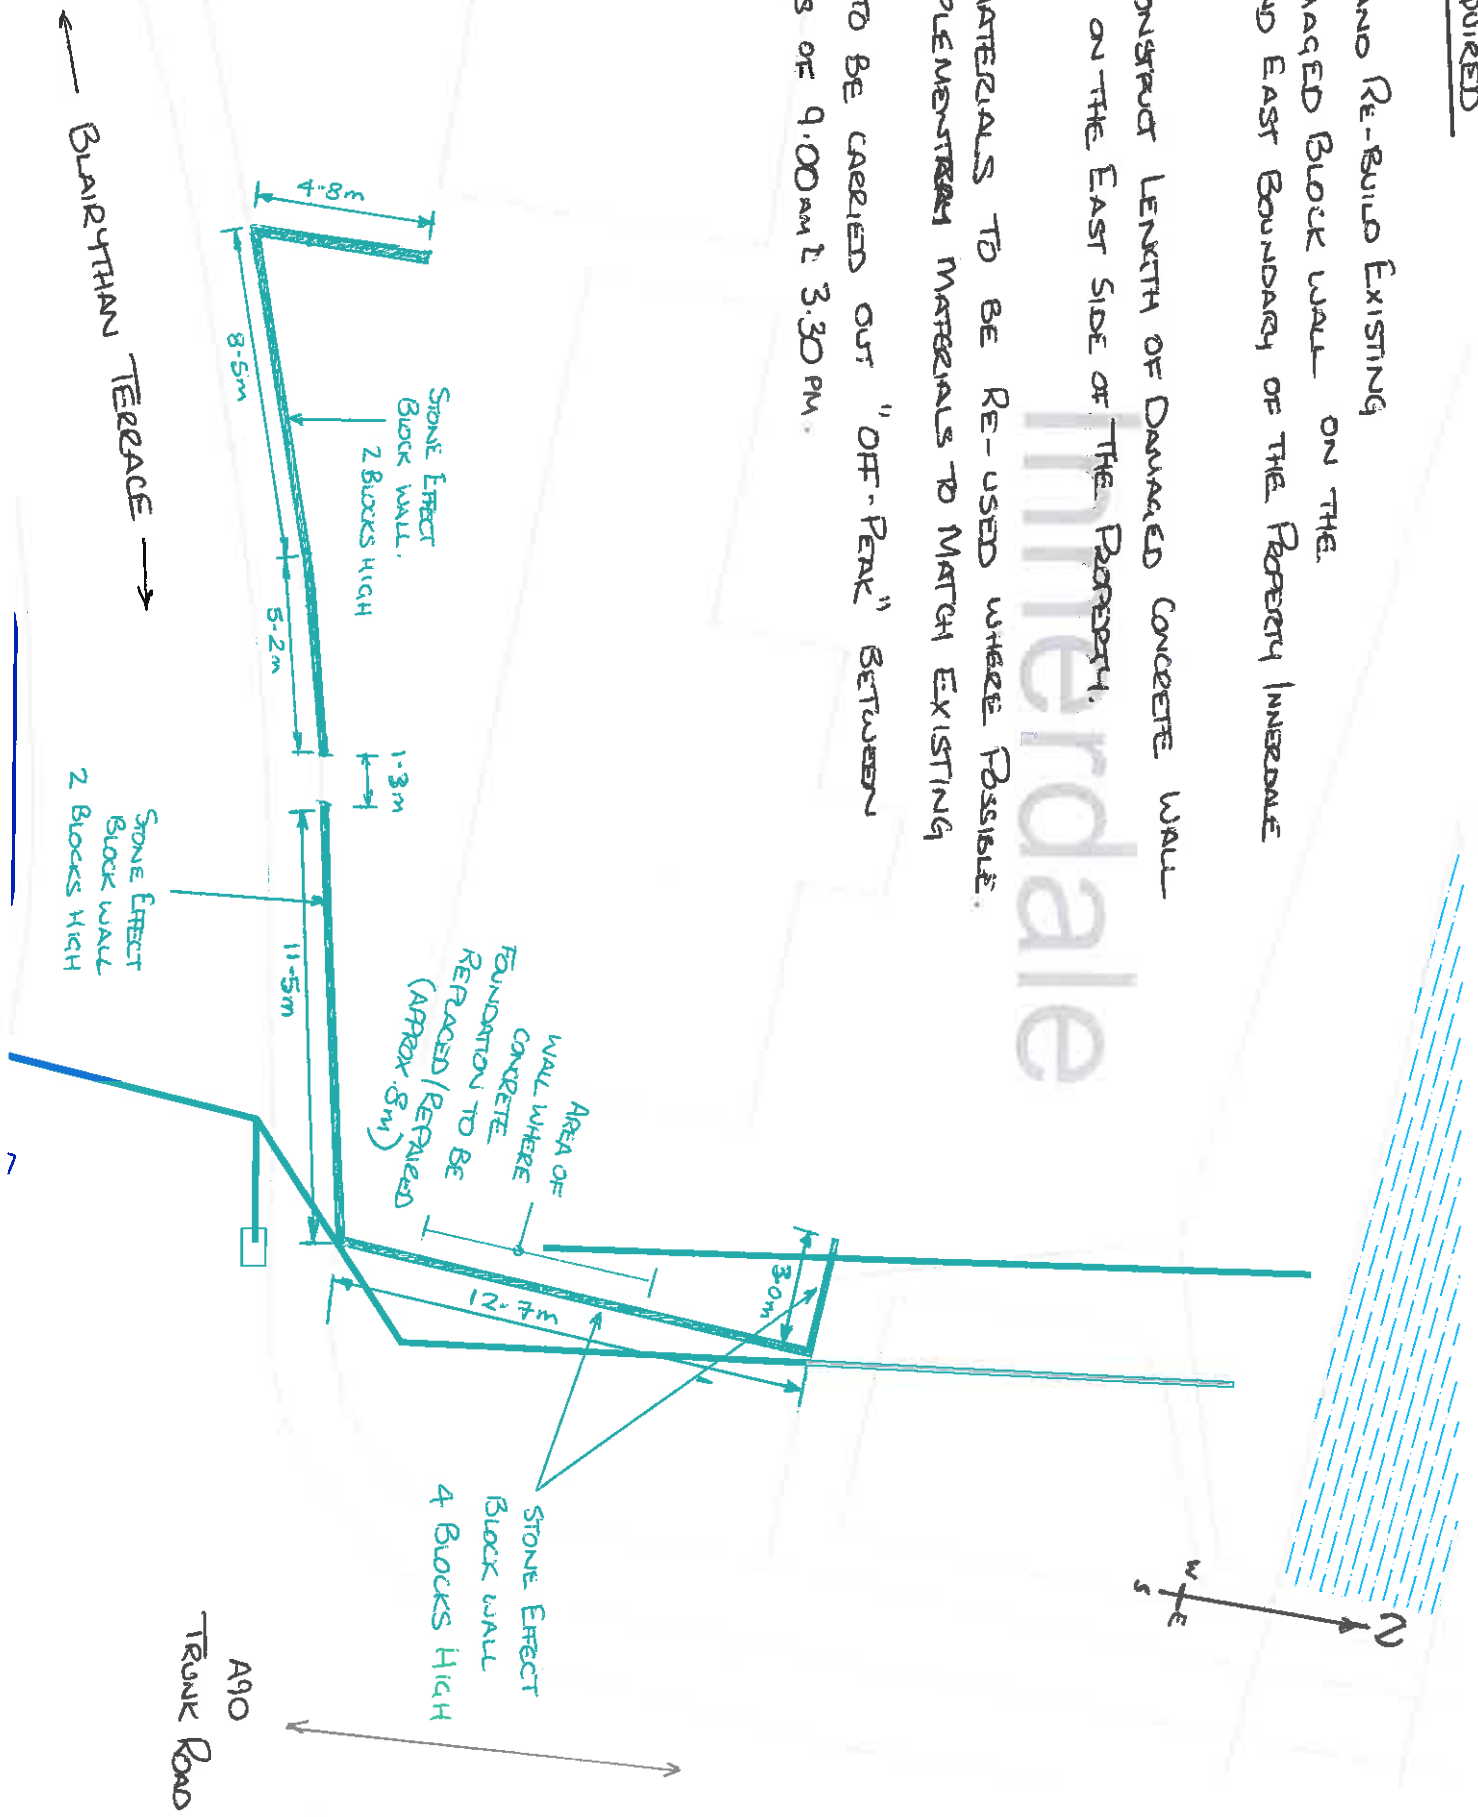 QUIRED
AND RE-BUILD EXISTING
MAGED BLOCK WALL ON THE
ND EAST BOUNDARY OF THE PROPERTY INNERDALE
ONSTRUCT LENGTH OF DAMAGED CONCRETE WALL
ON THE EAST SIDE OF THE PROPERTY.
MATERIALS TO BE RE-USED WHERE POSSIBLE.
PLEMENTRARY MATERIALS TO MATCH EXISTING
TO BE CARRIED OUT "OFF-PEAK" BETWEEN
S OF 9.00AM & 3.30PM.
Innerdale
N
W
E
S
4-8m
8-5m
5-2m
1-3m
11-5m
12-7m
3-0m
STONE EFFECT
BLOCK WALL.
2 BLOCKS HIGH
STONE EFFECT
BLOCK WALL
2 BLOCKS HIGH
AREA OF
WALL WHERE
CONCRETE
FOUNDATION TO BE
REPLACED/REPAIRED
(APPROX. 8m)
STONE EFFECT
BLOCK WALL
4 BLOCKS HIGH
BLAIRYTHAN TERRACE
A90
TRUNK ROAD